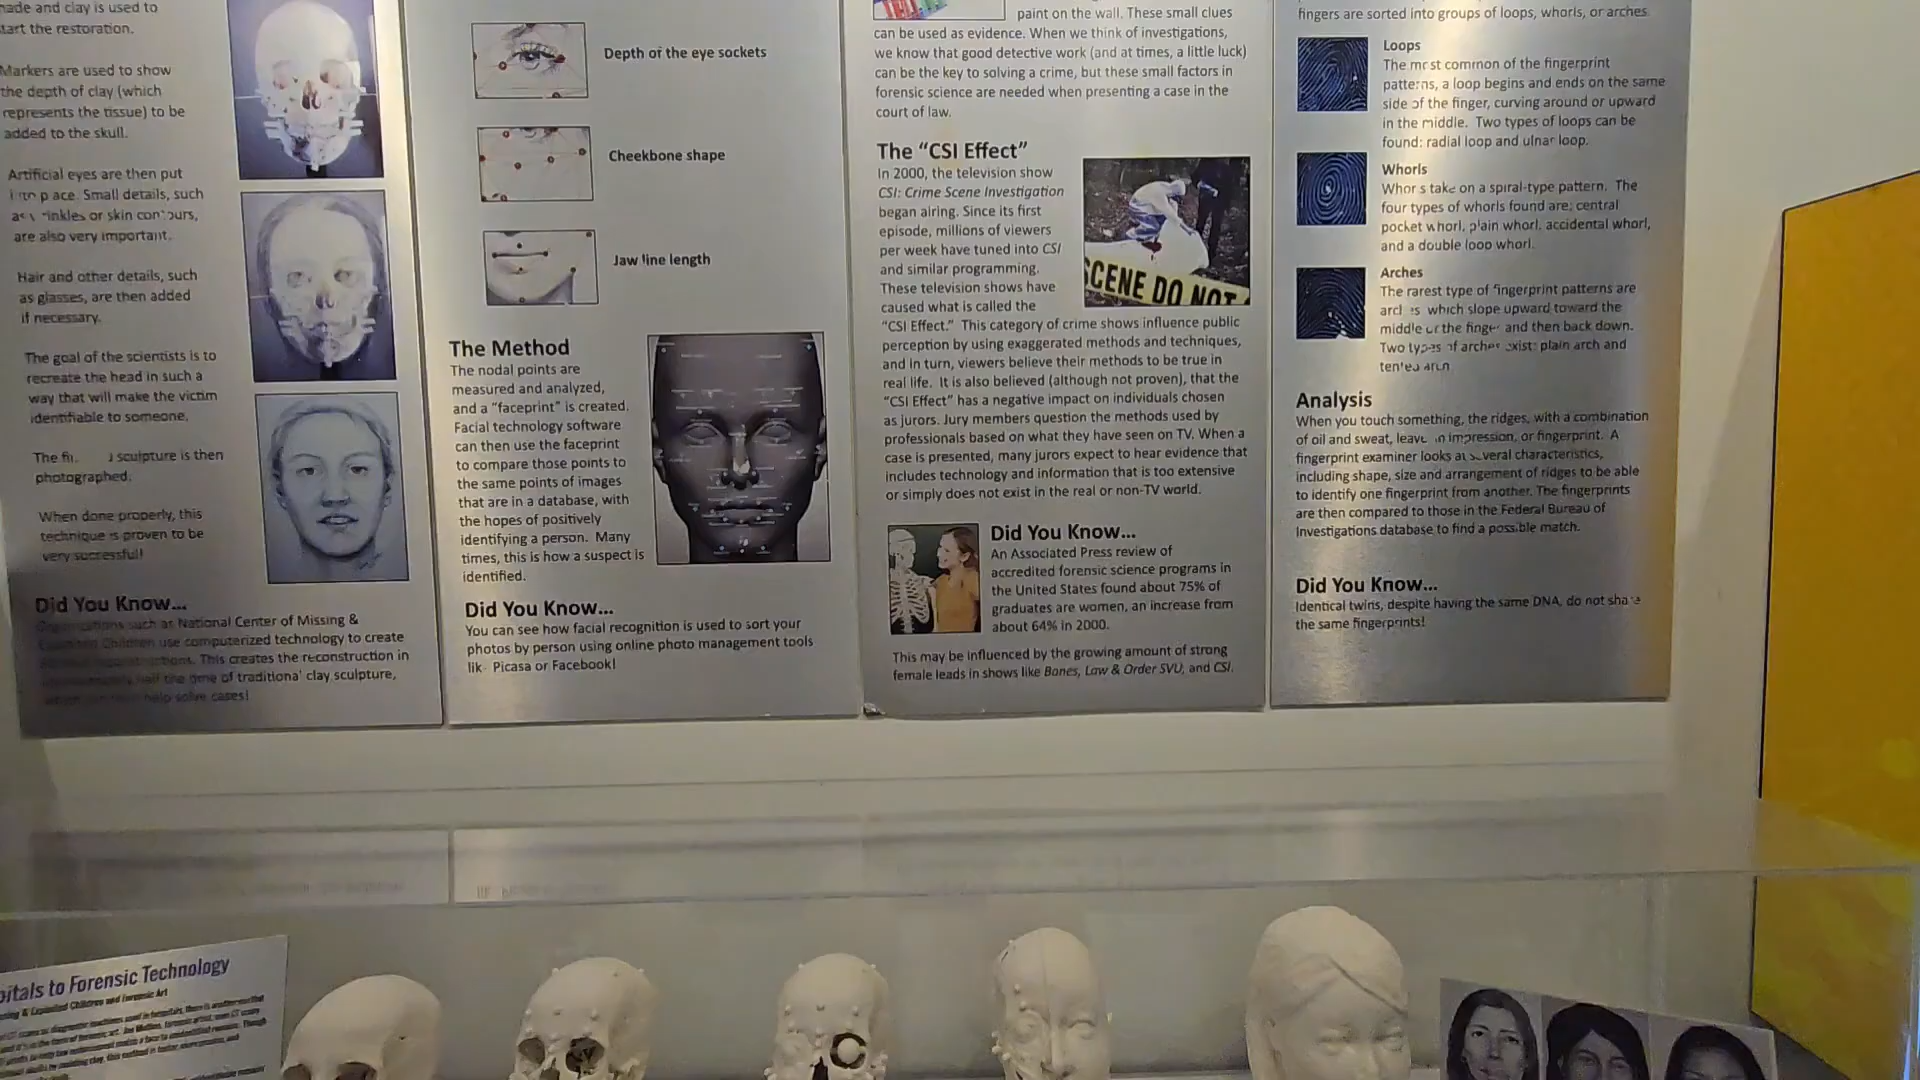 made and clay is used to
start the restoration.
Markers are used to show
the depth of clay (which
represents the tissue) to be
added to the skull.
Artificial eyes are then put
Small details, such
or skin contours,
are also very important.
Hair and other details, such
as glasses, are then added
if necessary.
The goal of the scientists is to
recreate the head in such a
way that will make the victim
identifiable to someone.
The sculpture is then
photographed.
When done properly, this
technique is proven to be
very successful!
Did You Know...
Organizations such as National Center of Missing &
Exploited Children use computerized technology to create
This creates the reconstruction in
half the time of traditional clay sculpture,
help solve cases!
Depth of the eye sockets
Cheekbone shape
Jaw line length
The Method
The nodal points are
measured and analyzed,
and a "faceprint" is created.
Facial technology software
can then use the faceprint
to compare those points to
the same points of images
that are in a database, with
the hopes of positively
identifying a person. Many
times, this is how a suspect is
identified.
Did You Know...
You can see how facial recognition is used to sort your
photos by person using online photo management tools
like Picasa or Facebook!
paint on the wall. These small clues
can be used as evidence. When we think of investigations,
we know that good detective work (and at times, a little luck)
can be the key to solving a crime, but these small factors in
forensic science are needed when presenting a case in the
court of law.
The "CSI Effect"
In 2000, the television show
CSI: Crime Scene Investigation
began airing. Since its first
episode, millions of viewers
per week have tuned into CSI
and similar programming.
These television shows have
caused what is called the
"CSI Effect." This category of crime shows influence public
perception by using exaggerated methods and techniques,
and in turn, viewers believe their methods to be true in
real life. It is also believed (although not proven), that the
"CSI Effect" has a negative impact on individuals chosen
as jurors. Jury members question the methods used by
professionals based on what they have seen on TV. When a
case is presented, many jurors expect to hear evidence that
includes technology and information that is too extensive
or simply does not exist in the real or non-TV world.
SCENE DO NOT
Did You Know...
An Associated Press review of
accredited forensic science programs in
the United States found about 75% of
graduates are women, an increase from
about 64% in 2000.
This may be influenced by the growing amount of strong
female leads in shows like Bones, Law & Order SVU, and CSI.
fingers are sorted into groups of loops, whorls, or arches.
Loops
The most common of the fingerprint
patterns, a loop begins and ends on the same
side of the finger, curving around or upward
in the middle. Two types of loops can be
found: radial loop and ulnar loop.
Whorls
Whorls take on a spiral-type pattern. The
four types of whorls found are: central
pocket whorl, plain whorl, accidental whorl,
and a double loop whorl.
Arches
The rarest type of fingerprint patterns are
arches which slope upward toward the
middle of the finger and then back down.
Two types of arches exist: plain arch and
tented arch.
Analysis
When you touch something, the ridges, with a combination
of oil and sweat, leave an impression, or fingerprint. A
fingerprint examiner looks at several characteristics,
including shape, size and arrangement of ridges to be able
to identify one fingerprint from another. The fingerprints
are then compared to those in the Federal Bureau of
Investigations database to find a possible match.
Did You Know...
Identical twins, despite having the same DNA, do not share
the same fingerprints!
to Forensic Technology
& Exploited Children and Forensic Art